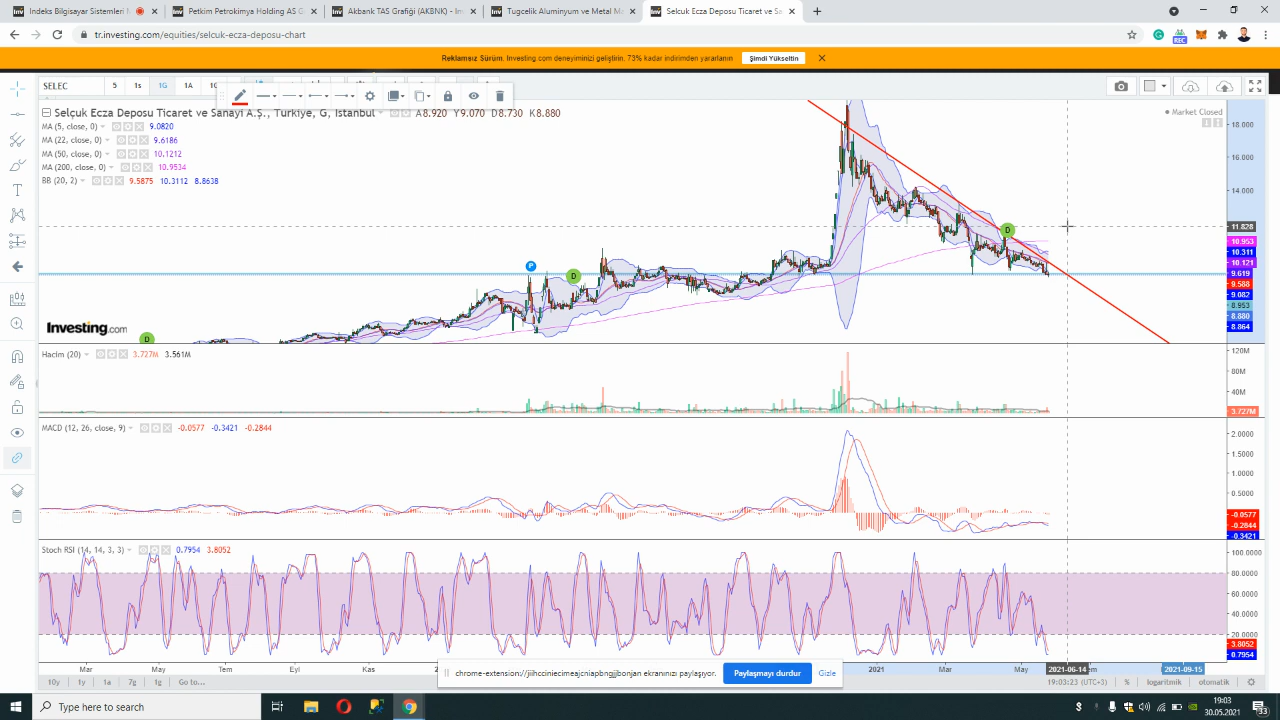 Indeks Bilgisayar Sistemleri M
Petkim Petrokimya Holding AS G
Akbank TAS Grafiği (AKBNK) - Inv
Tugcelik Aluminyum ve Metal Ma
Selcuk Ecza Deposu Ticaret ve Sa
tr.investing.com/equities/selcuk-ecza-deposu-chart
REC
Reklamsız Sürüm. Investing.com deneyiminizi geliştirin, 73% kadar indirimden yararlanın
Şimdi Yükseltin
SELEC
5
1s
1G
1A
Selçuk Ecza Deposu Ticaret ve Sanayi A.Ş., Türkiye, G, İstanbul
A8.920 Y9.070 D8.730 K8.880
Market Closed
MA (5, close, 0) 9.0820
MA (22, close, 0) 9.6186
MA (50, close, 0) 10.1212
MA (200, close, 0) 10.9534
BB (20, 2) 9.5875 10.3112 8.8638
18.000
16.000
14.000
11.828
10.953
10.311
10.121
9.619
9.588
9.082
8.953
8.880
8.864
P
D
D
D
Investing.com
Hacim (20) 3.727M 3.561M
120M
80M
40M
3.727M
MACD (12, 26, close, 9) -0.0577 -0.3421 -0.2844
2.0000
1.5000
1.0000
0.5000
-0.0577
-0.2844
-0.3421
Stoch RSI (14, 14, 3, 3) 0.7954 3.8052
100.0000
80.0000
60.0000
40.0000
20.0000
3.8052
0.7954
Mar
May
Tem
Eyl
Kas
2021
Mar
May
2021-06-14
2021-09-15
10y
1y
1a
7g
1g
Go to...
chrome-extension://jiihcciniecimeajcniapbngjjbonjan ekranınızı paylaşıyor.
Paylaşmayı durdur
Gizle
19:03:23 (UTC+3)
%
logaritmik
otomatik
Type here to search
19:03
30.05.2021
33